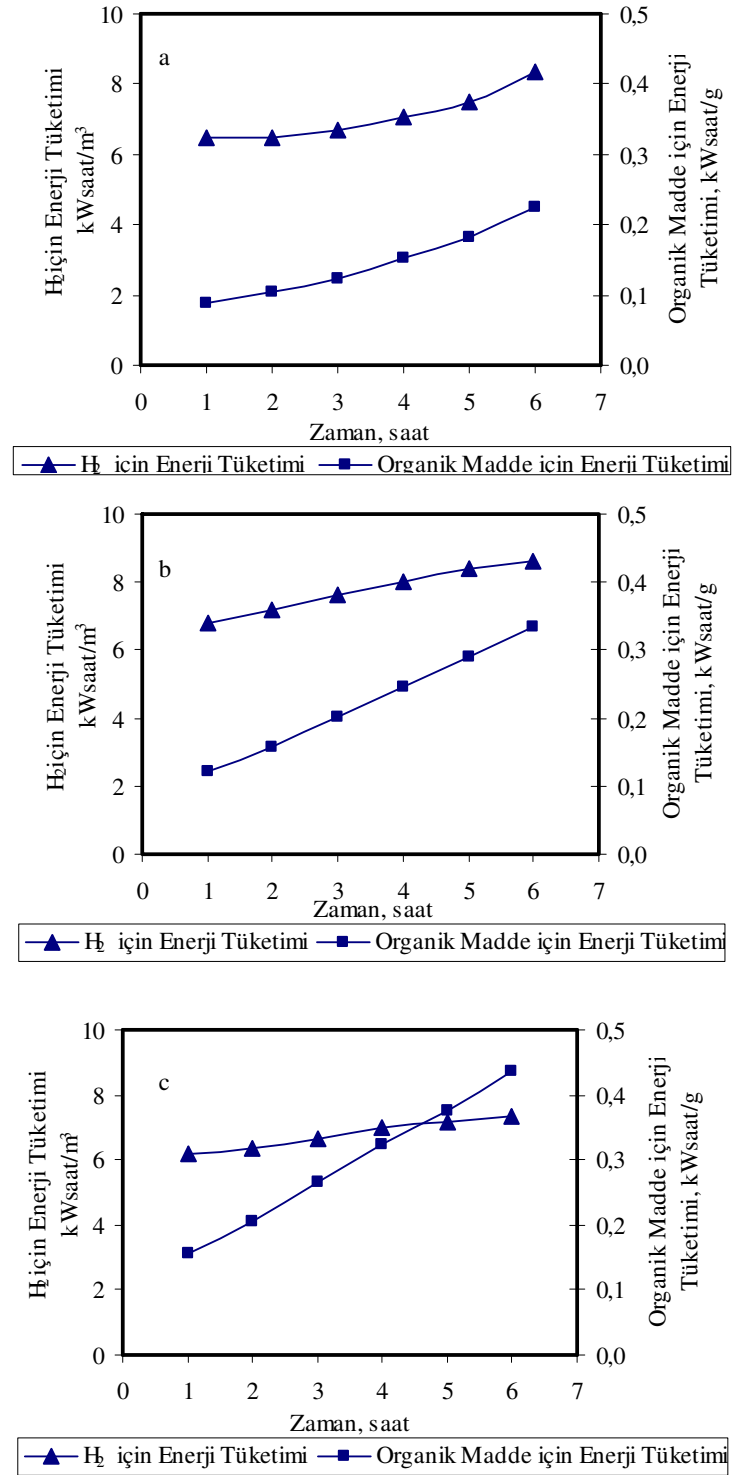 a
H2için Enerji Tüketimi
kWsaat/m³
10
8
6
4
2
0
0,5
0,4
0,3
0,2
0,1
0,0
Organik Madde için Enerji
Tüketimi, kWsaat/g
0 1 2 3 4 5 6 7
Zaman, saat
H2 için Enerji Tüketimi Organik Madde için Enerji Tüketimi
b
H2için Enerji Tüketimi
kWsaat/m³
10
8
6
4
2
0
0,5
0,4
0,3
0,2
0,1
0,0
Organik Madde için Enerji
Tüketimi, kWsaat/g
0 1 2 3 4 5 6 7
Zaman, saat
H2 için Enerji Tüketimi Organik Madde için Enerji Tüketimi
c
H2için Enerji Tüketimi
kWsaat/m³
10
8
6
4
2
0
0,5
0,4
0,3
0,2
0,1
0,0
Organik Madde için Enerji
Tüketimi, kWsaat/g
0 1 2 3 4 5 6 7
Zaman, saat
H2 için Enerji Tüketimi Organik Madde için Enerji Tüketimi